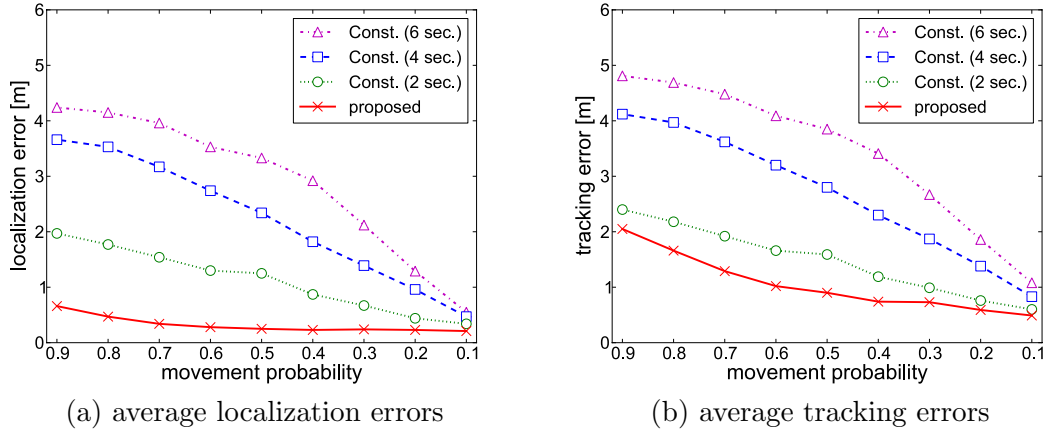 6
5
4
3
2
1
0
localization error [m]
Const. (6 sec.)
Const. (4 sec.)
Const. (2 sec.)
proposed
0.9 0.8 0.7 0.6 0.5 0.4 0.3 0.2 0.1
movement probability
(a) average localization errors
6
5
4
3
2
1
0
tracking error [m]
Const. (6 sec.)
Const. (4 sec.)
Const. (2 sec.)
proposed
0.9 0.8 0.7 0.6 0.5 0.4 0.3 0.2 0.1
movement probability
(b) average tracking errors